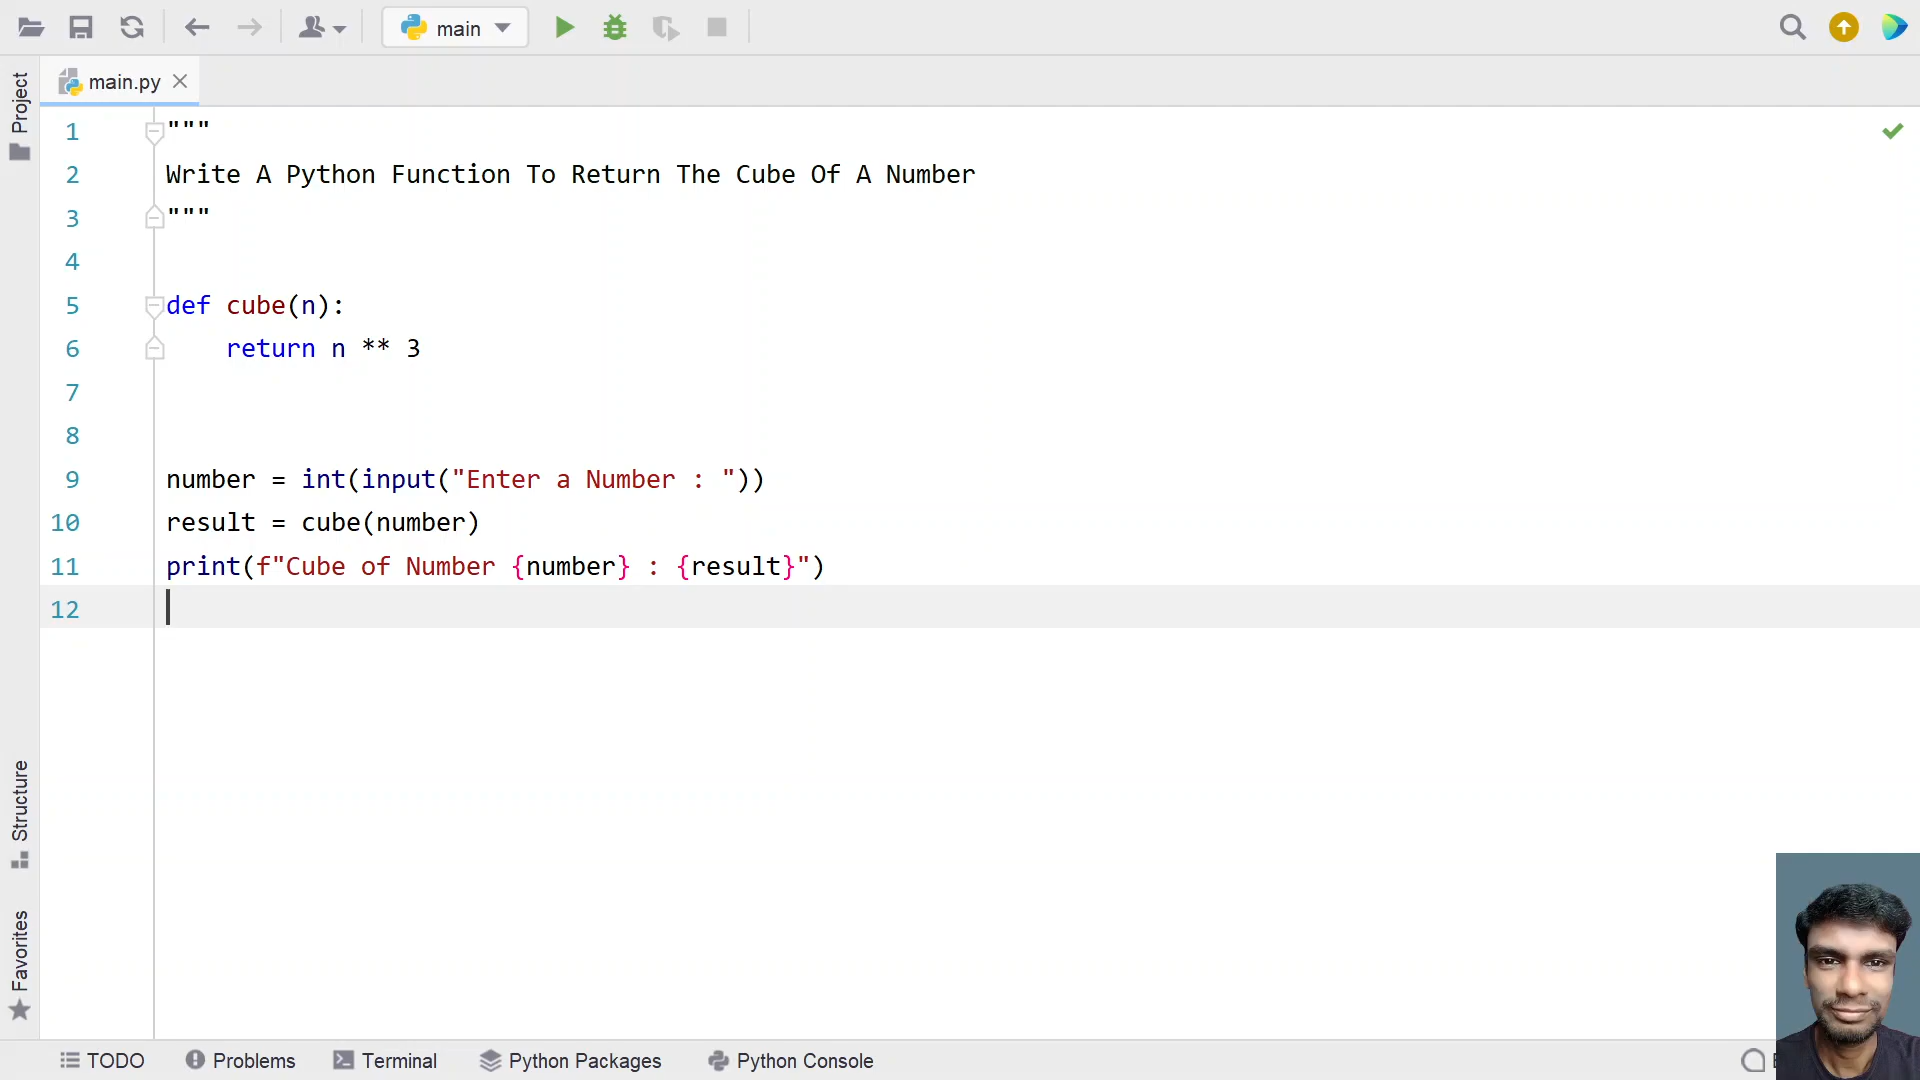 main
main.py
Project
1 """
2 Write A Python Function To Return The Cube Of A Number
3 """
4
5 def cube(n):
6     return n ** 3
7
8
9 number = int(input("Enter a Number : "))
10 result = cube(number)
11 print(f"Cube of Number {number} : {result}")
12
Structure
Favorites
TODO Problems Terminal Python Packages Python Console